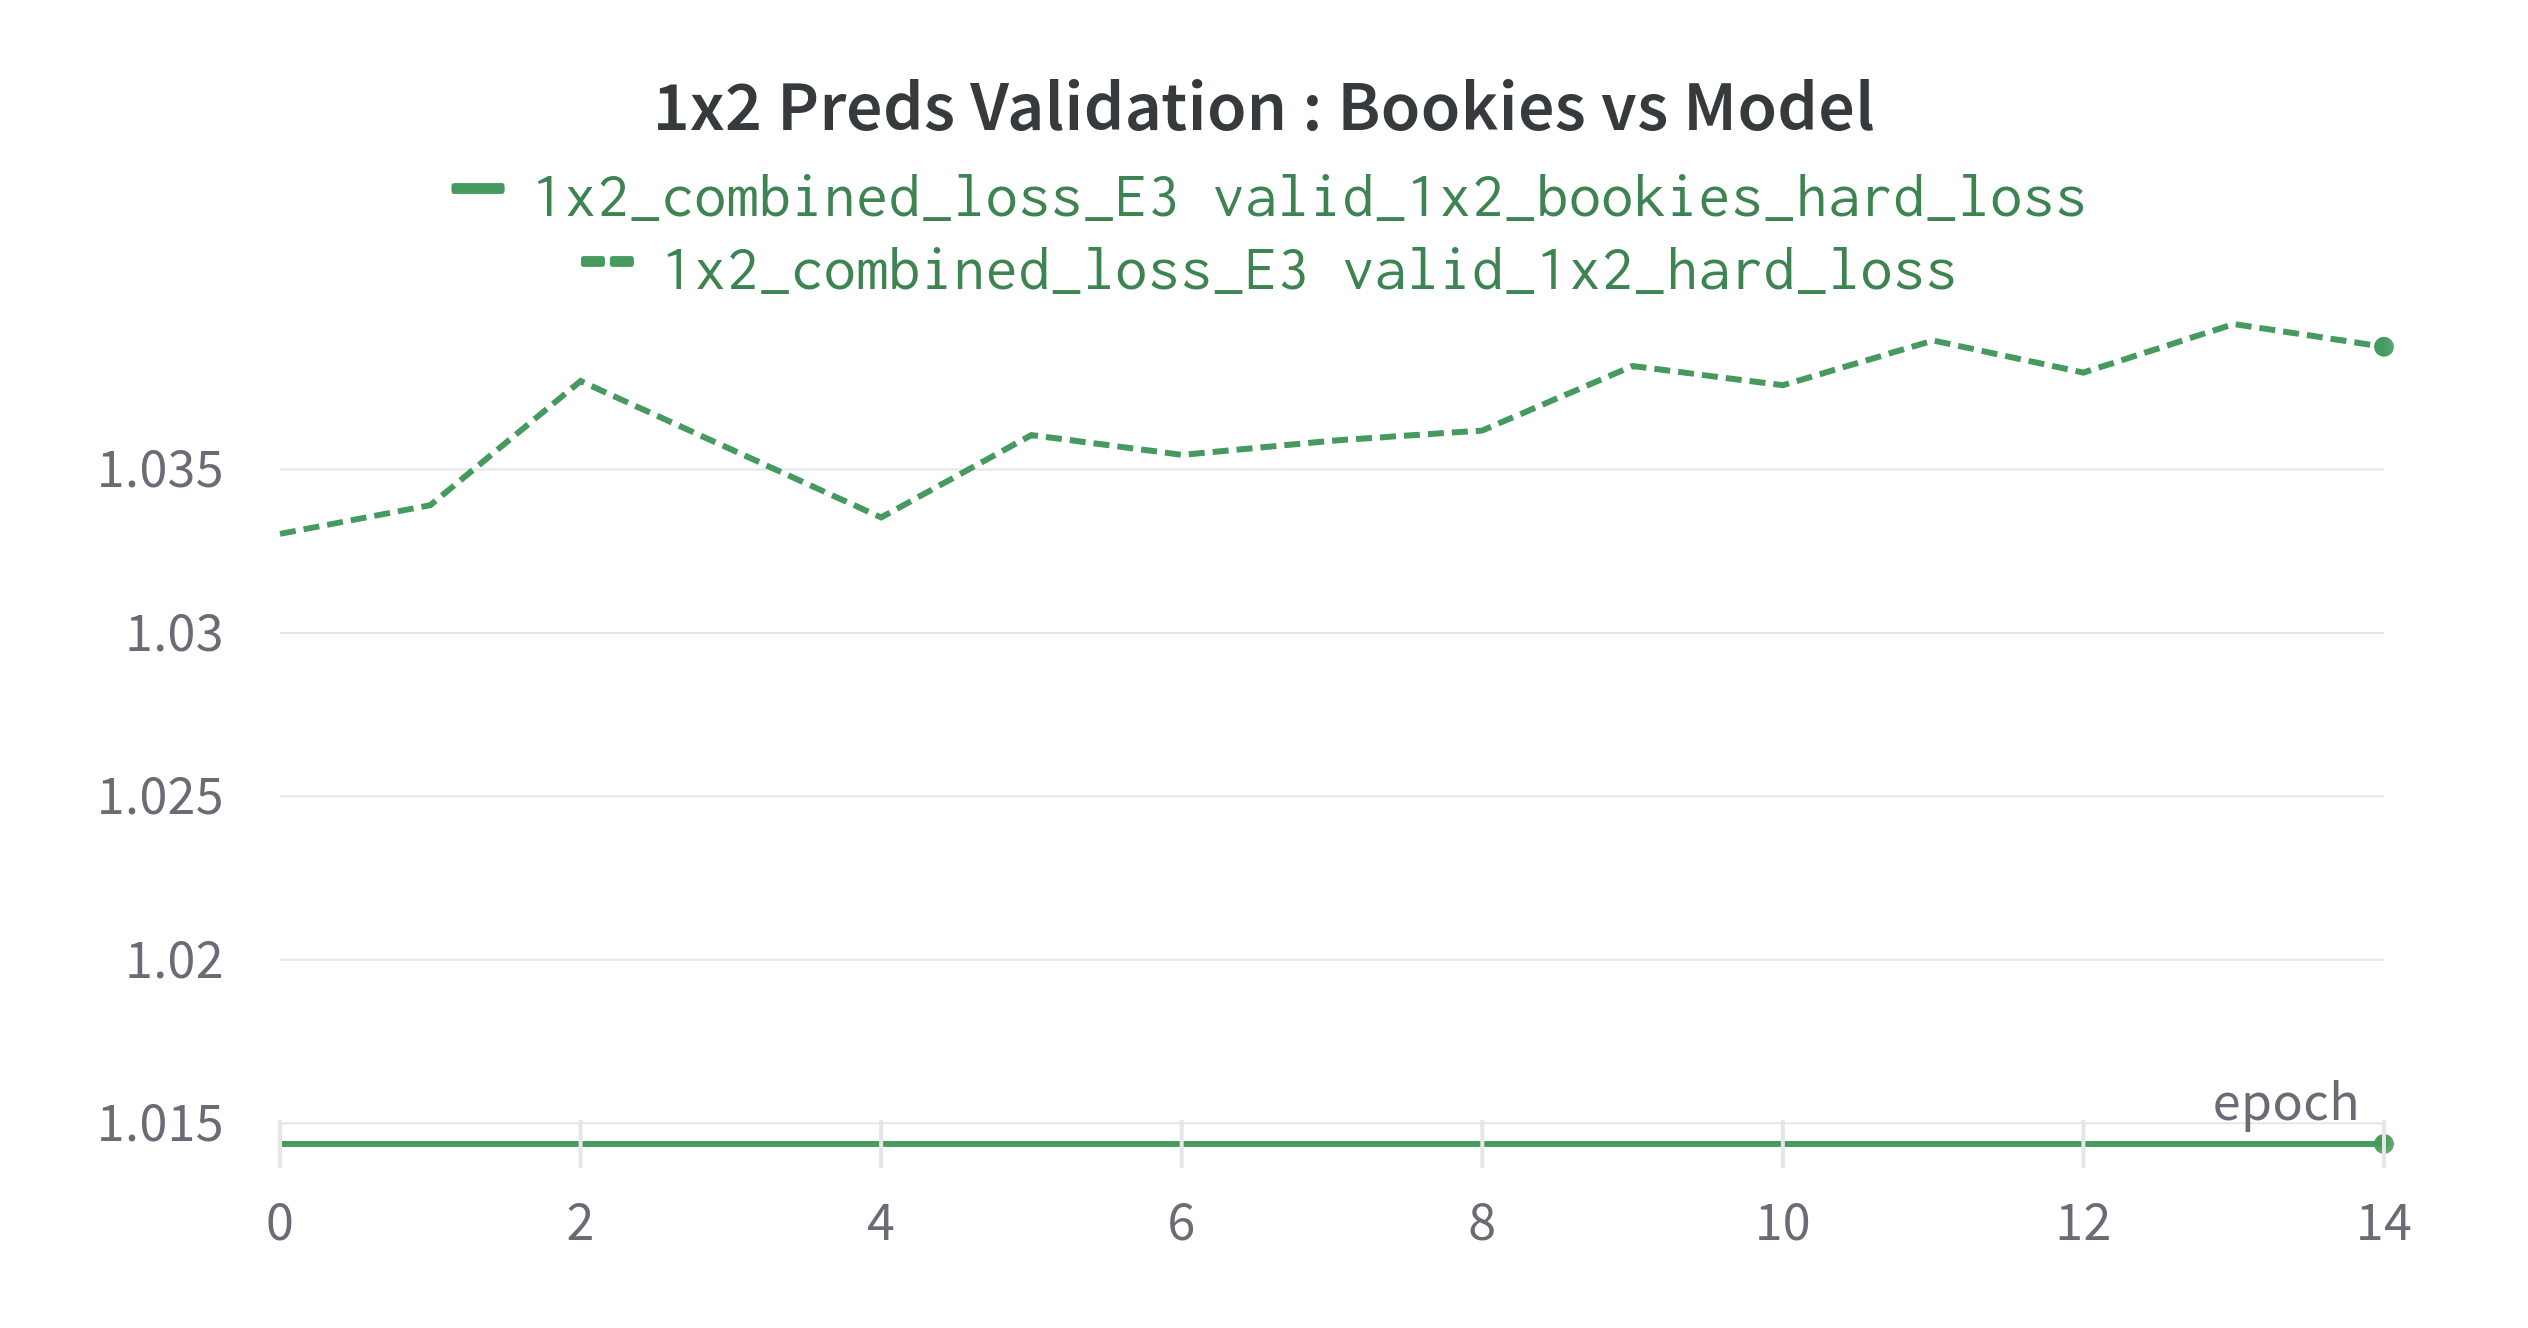 1x2 Preds Validation : Bookies vs Model
1x2_combined_loss_E3 valid_1x2_bookies_hard_loss
1x2_combined_loss_E3 valid_1x2_hard_loss
1.035
1.03
1.025
1.02
1.015
epoch
0 2 4 6 8 10 12 14